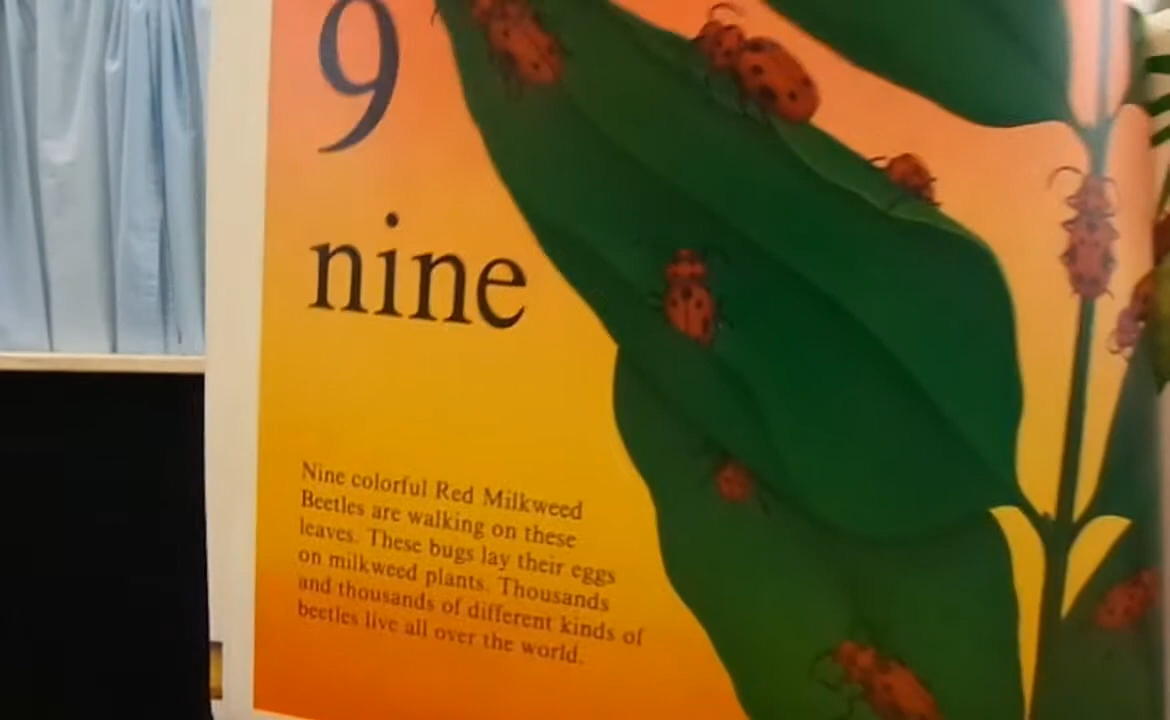 9
nine
Nine colorful Red Milkweed
Beetles are walking on these
leaves. These bugs lay their eggs
on milkweed plants. Thousands
and thousands of different kinds of
beetles live all over the world.